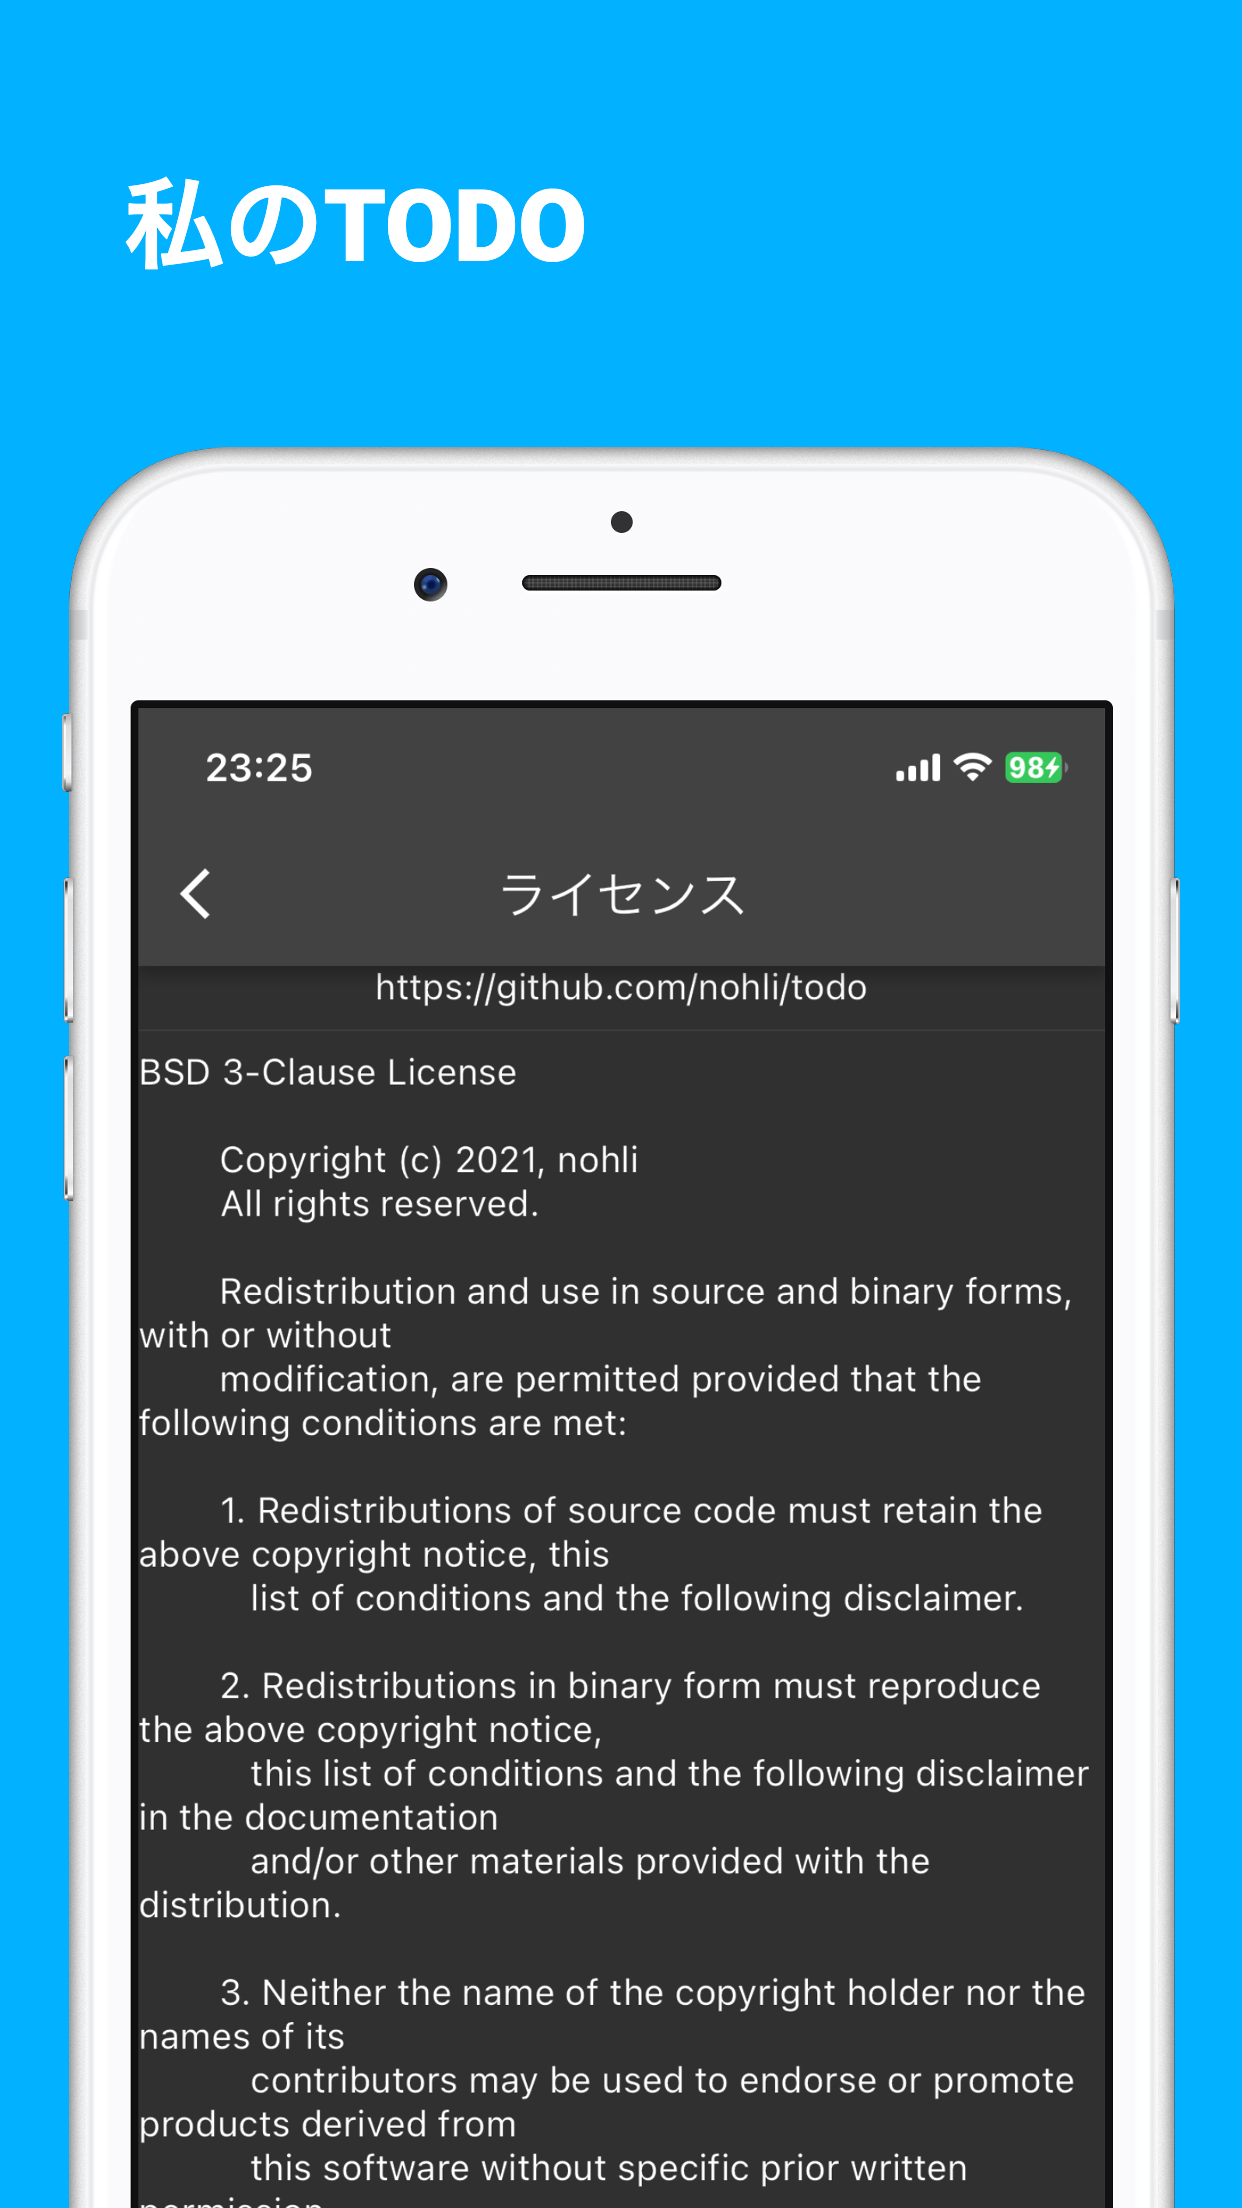 私のTODO
23:25
98
ライセンス
https://github.com/nohli/todo
BSD 3-Clause License
Copyright (c) 2021, nohli
All rights reserved.
Redistribution and use in source and binary forms,
with or without
modification, are permitted provided that the
following conditions are met:
1. Redistributions of source code must retain the
above copyright notice, this
list of conditions and the following disclaimer.
2. Redistributions in binary form must reproduce
the above copyright notice,
this list of conditions and the following disclaimer
in the documentation
and/or other materials provided with the
distribution.
3. Neither the name of the copyright holder nor the
names of its
contributors may be used to endorse or promote
products derived from
this software without specific prior written
permission